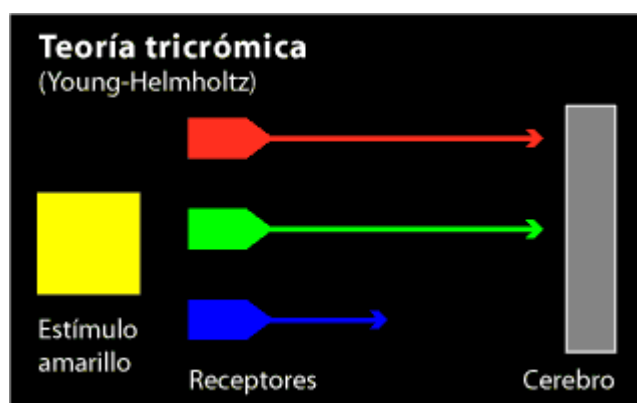 Teoría tricrómica
(Young-Helmholtz)
Estímulo
amarillo
Receptores
Cerebro